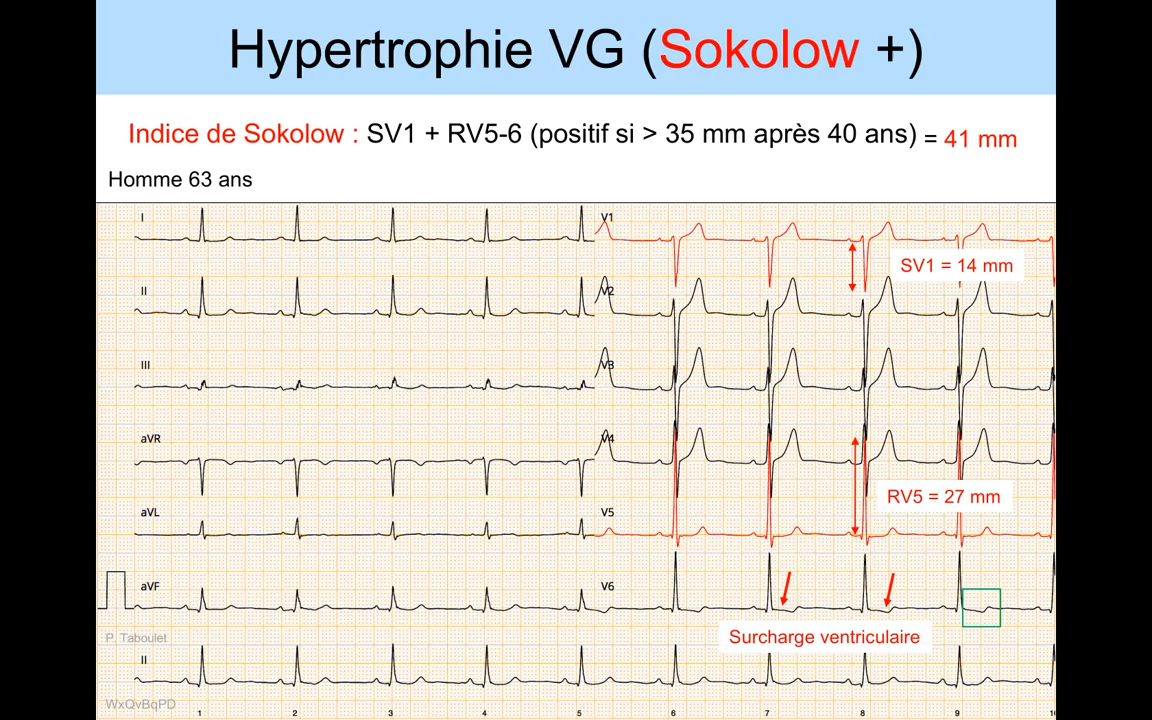 Hypertrophie VG (Sokolow +)
Indice de Sokolow : SV1 + RV5-6 (positif si > 35 mm après 40 ans) = 41 mm
Homme 63 ans
I
V1
SV1 = 14 mm
II
V2
III
V3
aVR
V4
RV5 = 27 mm
aVL
V5
aVF
V6
P. Taboulet
Surcharge ventriculaire
II
WxQvBqPD
1 2 3 4 5 6 7 8 9 1